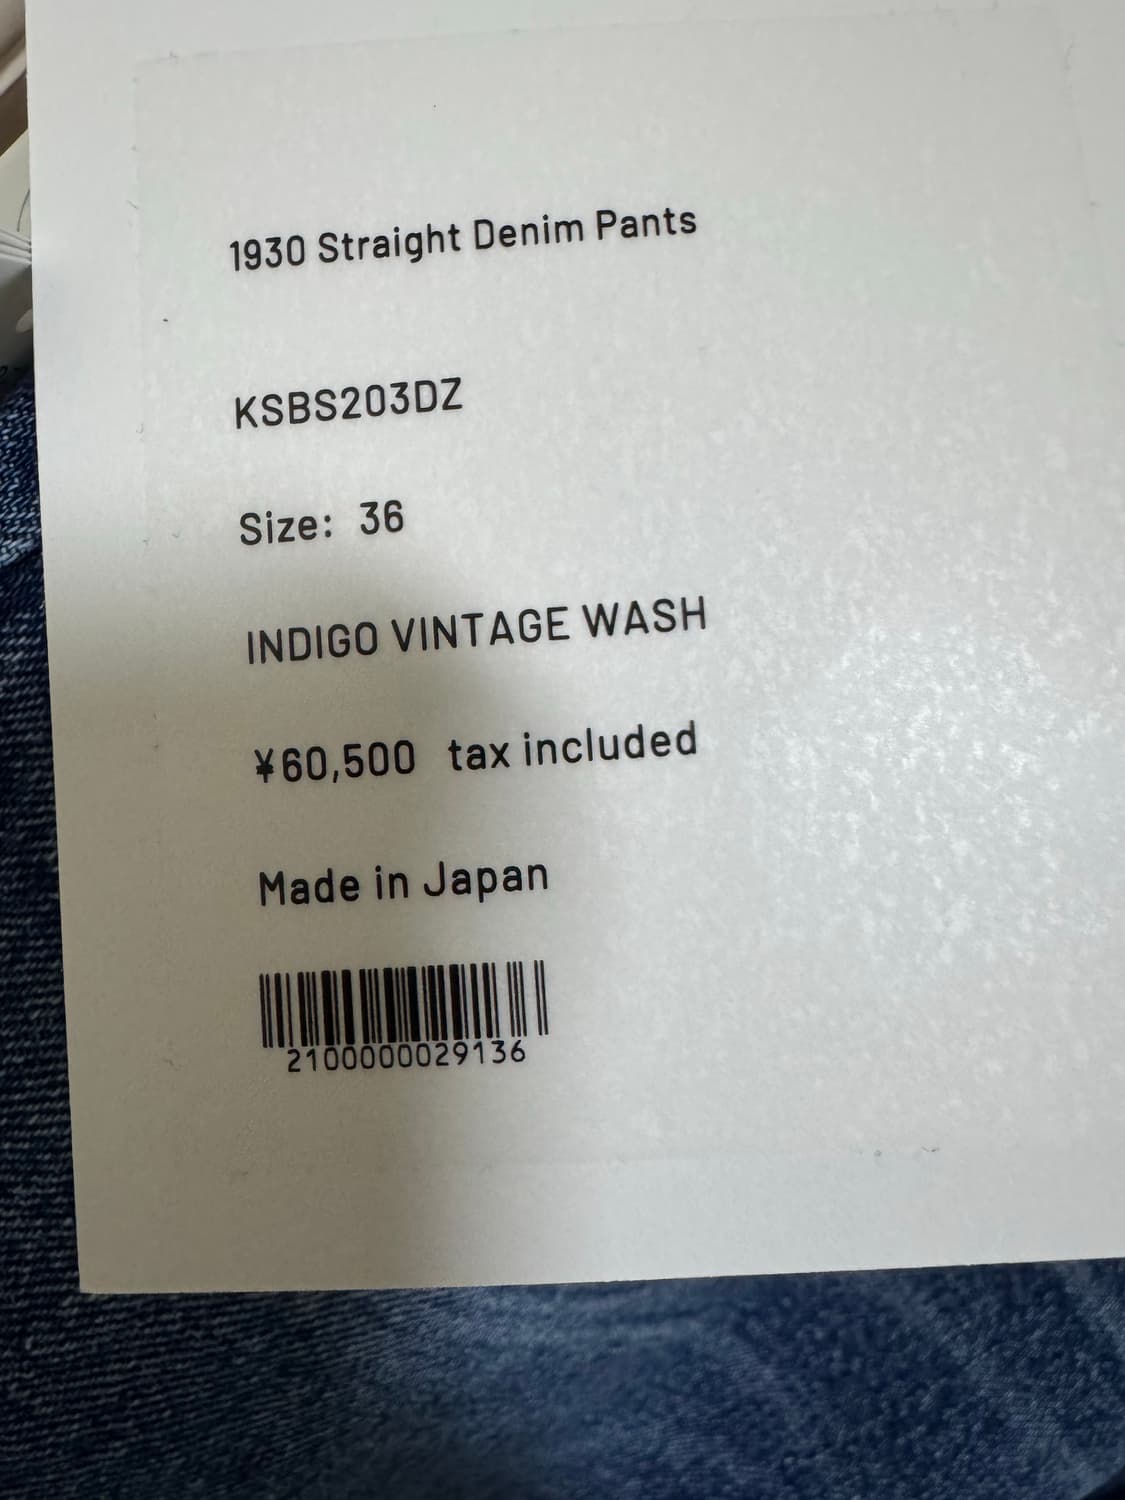 1930 Straight Denim Pants
KSBS203DZ
Size: 36
INDIGO VINTAGE WASH
¥60,500 tax included
Made in Japan
2100000029136